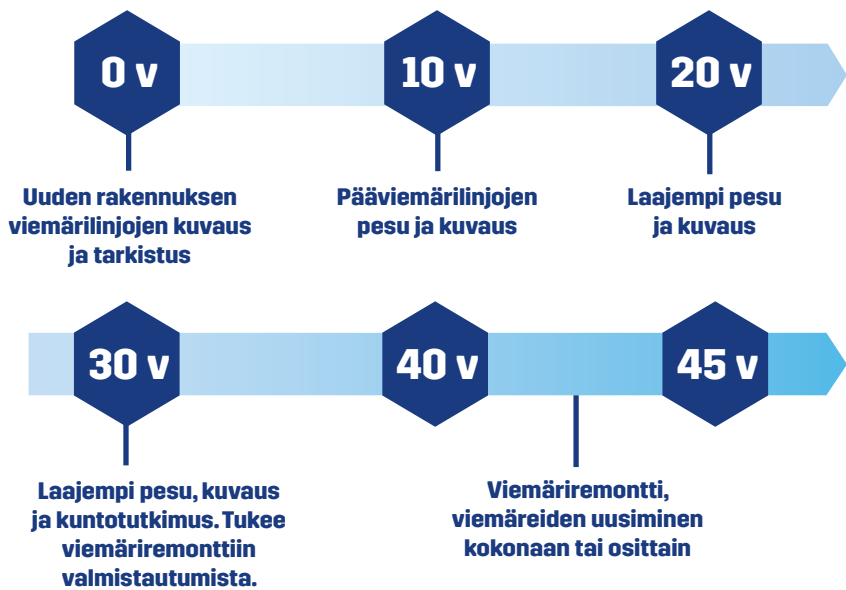 0 v
10 v
20 v
Uuden rakennuksen
viemärilinjojen kuvaus
ja tarkistus
Pääviemärilinjojen
pesu ja kuvaus
Laajempi pesu
ja kuvaus
30 v
40 v
45 v
Laajempi pesu, kuvaus
ja kuntotutkimus. Tukee
viemäriremonttiin
valmistautumista.
Viemäriremontti,
viemäreiden uusiminen
kokonaan tai osittain